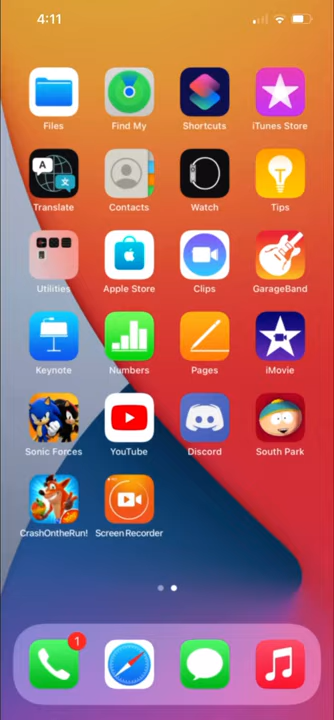 4:11
Files Find My Shortcuts iTunes Store
A 文
Translate Contacts Watch Tips
Utilities Apple Store Clips GarageBand
Keynote Numbers Pages iMovie
Sonic Forces YouTube Discord South Park
CrashOntheRun! Screen Recorder
1